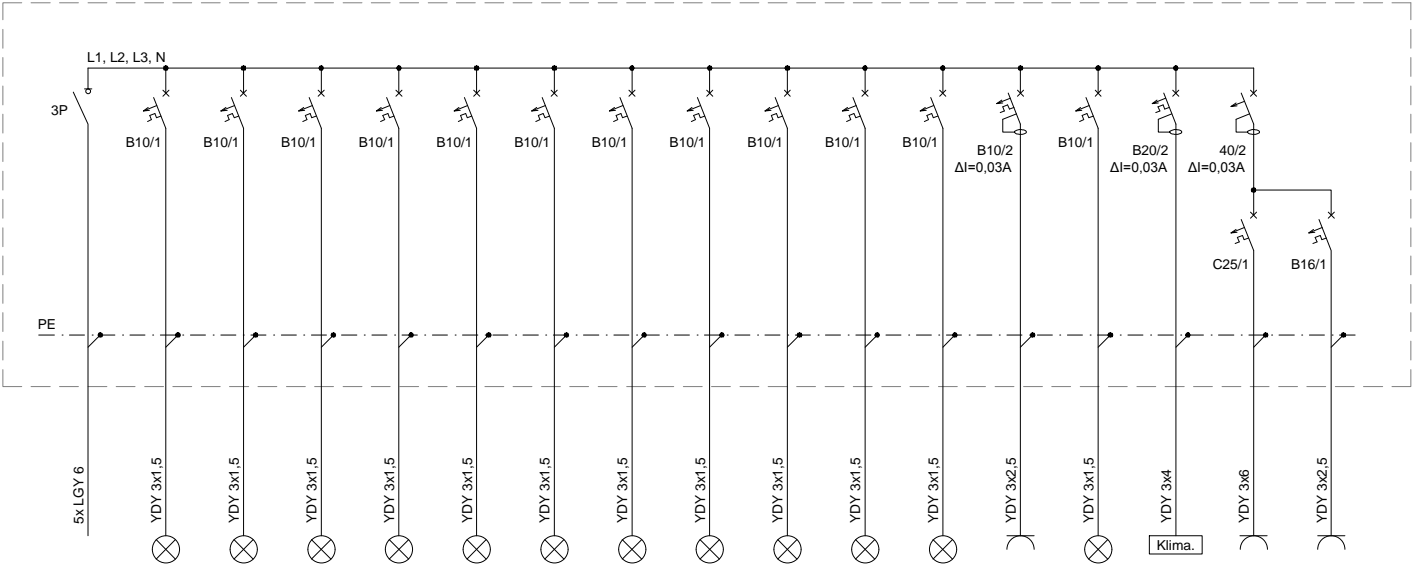 L1, L2, L3, N
3P
B10/1
B10/1
B10/1
B10/1
B10/1
B10/1
B10/1
B10/1
B10/1
B10/1
B10/1
B10/2
ΔI=0,03A
B10/1
B20/2
ΔI=0,03A
40/2
ΔI=0,03A
C25/1
B16/1
PE
5x LGY 6
YDY 3x1,5
YDY 3x1,5
YDY 3x1,5
YDY 3x1,5
YDY 3x1,5
YDY 3x1,5
YDY 3x1,5
YDY 3x1,5
YDY 3x1,5
YDY 3x1,5
YDY 3x1,5
YDY 3x2,5
YDY 3x1,5
YDY 3x4
YDY 3x6
YDY 3x2,5
Klima.